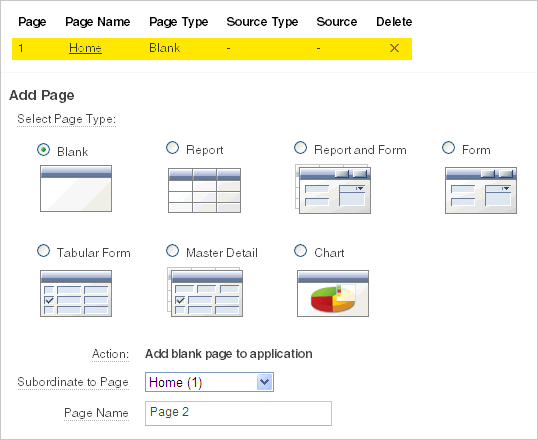 Page Page Name Page Type Source Type Source Delete
1 Home Blank - - ×
Add Page
Select Page Type:
Blank Report Report and Form Form
Tabular Form Master Detail Chart
Action: Add blank page to application
Subordinate to Page Home (1)
Page Name Page 2